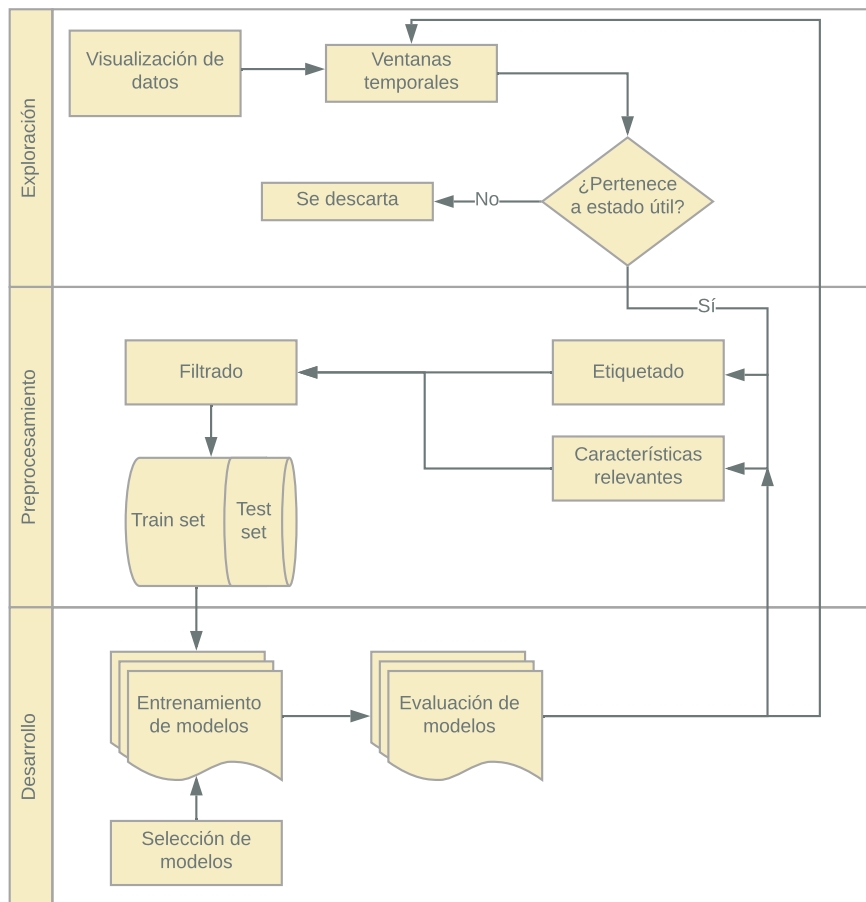 Exploración
Visualización de
datos
Ventanas
temporales
¿Pertenece
a estado útil?
No
Se descarta
Sí
Preprocesamiento
Filtrado
Etiquetado
Características
relevantes
Train set
Test
set
Desarrollo
Entrenamiento
de modelos
Evaluación de
modelos
Selección de
modelos